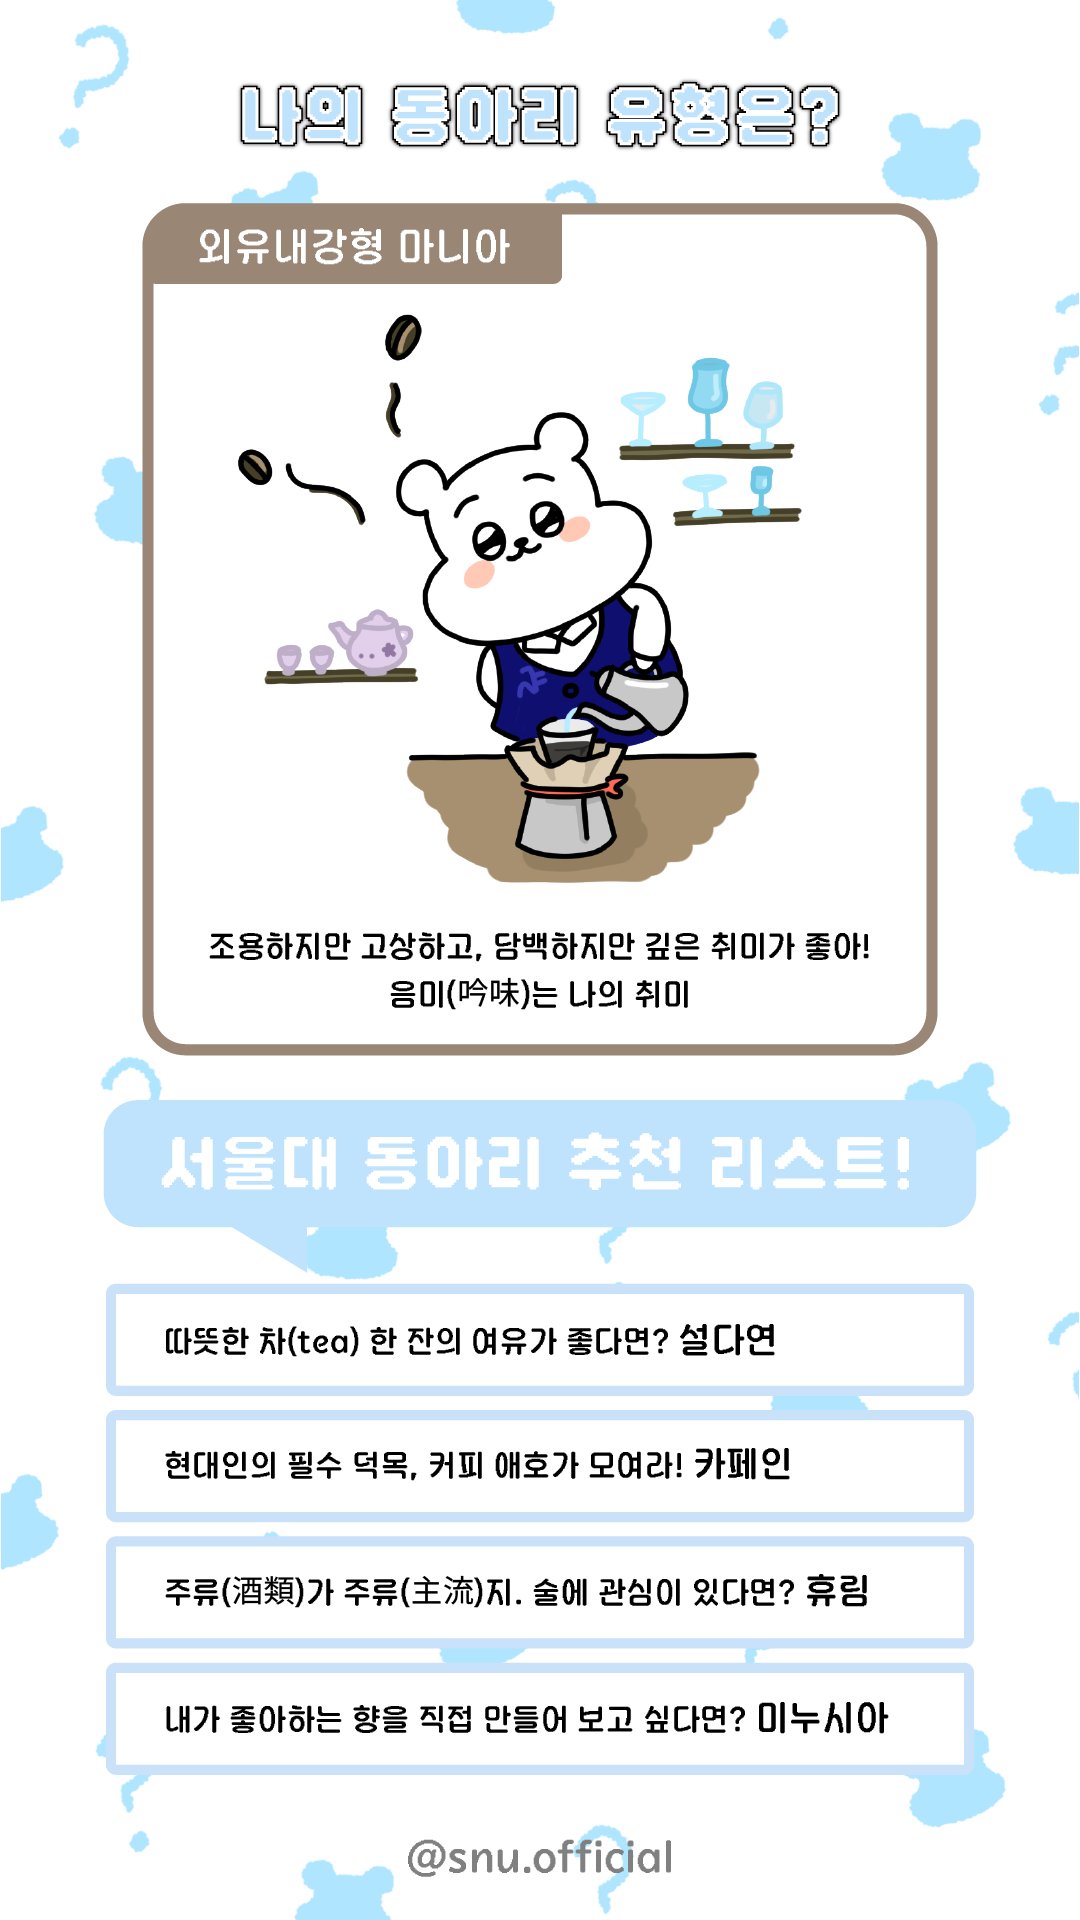 나의 동아리 유형은?
외유내강형 마니아
조용하지만 고상하고, 담백하지만 깊은 취미가 좋아!
음미(吟味)는 나의 취미
서울대 동아리 추천 리스트!
따뜻한 차(tea) 한 잔의 여유가 좋다면? 설다연
현대인의 필수 덕목, 커피 애호가 모여라! 카페인
주류(酒類)가 주류(主流)지. 술에 관심이 있다면? 휴림
내가 좋아하는 향을 직접 만들어 보고 싶다면? 미누시아
@snu.official